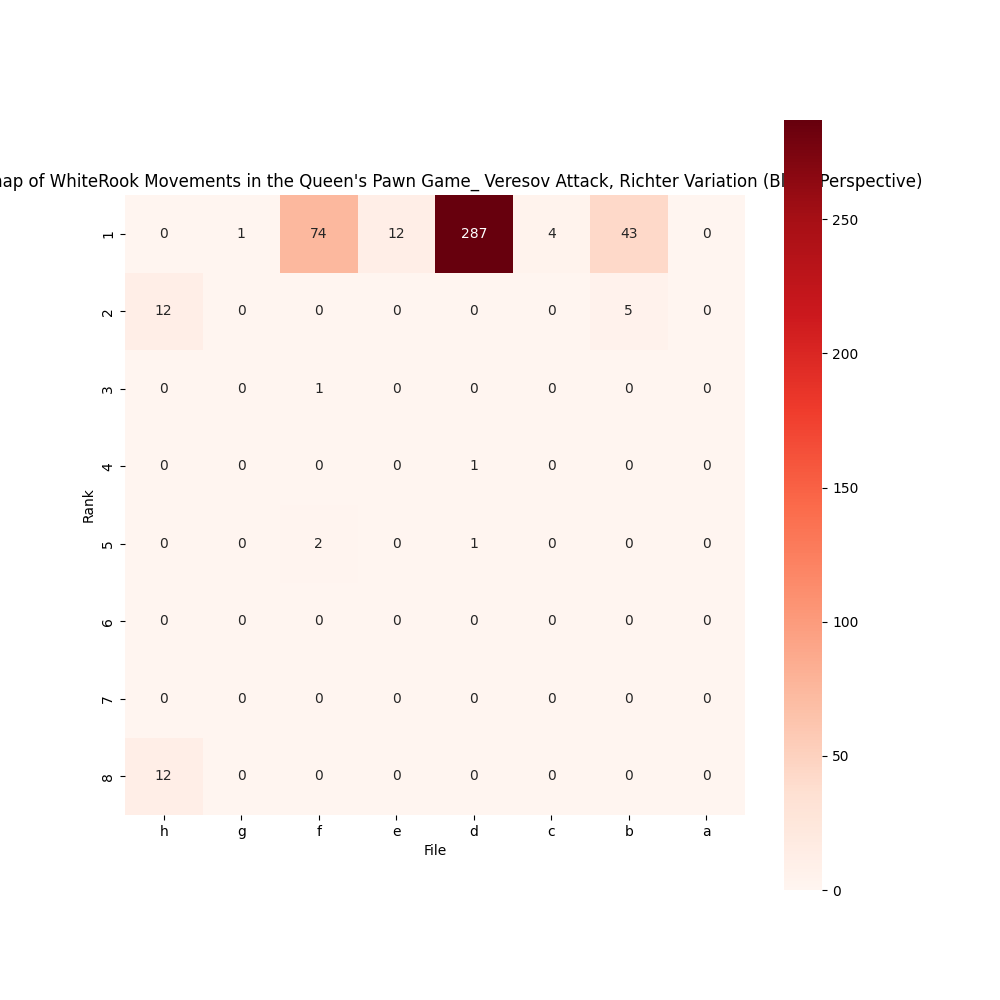 map of WhiteRook Movements in the Queen's Pawn Game_ Veresov Attack, Richter Variation (Bl Perspective)
250
200
150
100
50
0
1 0 1 74 12 287 4 43 0
2 12 0 0 0 0 0 5 0
3 0 0 1 0 0 0 0 0
4 0 0 0 0 1 0 0 0
5 0 0 2 0 1 0 0 0
6 0 0 0 0 0 0 0 0
7 0 0 0 0 0 0 0 0
8 12 0 0 0 0 0 0 0
Rank
h g f e d c b a
File